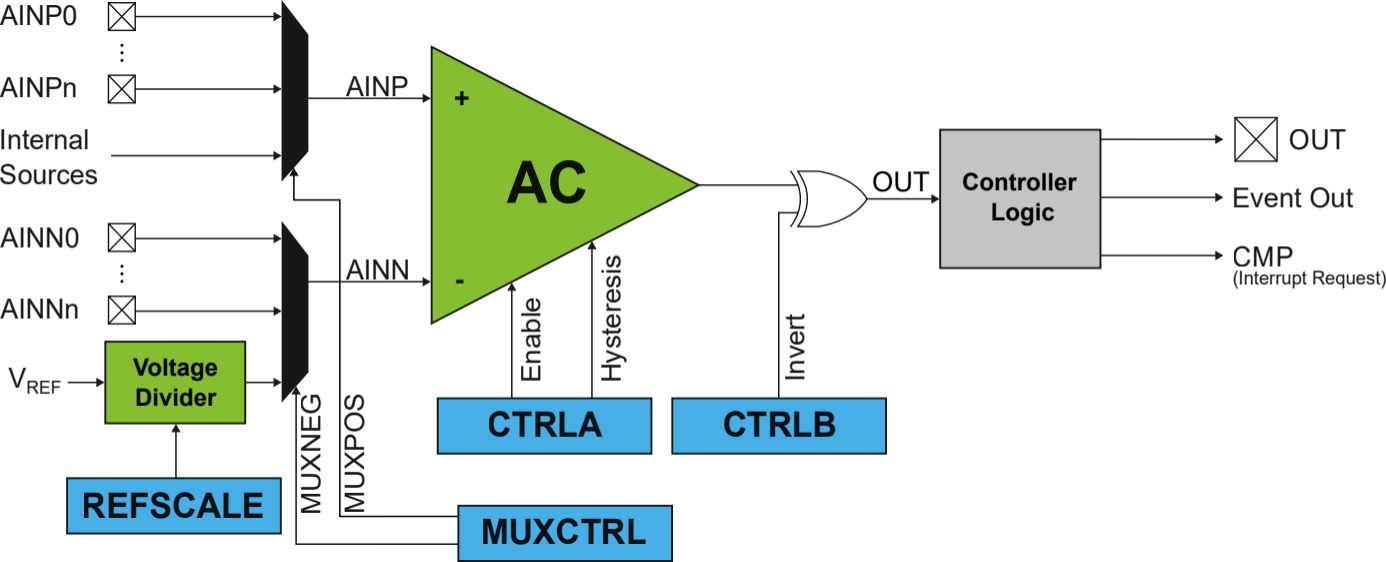 AINP0
AINPn
Internal
Sources
AINP
+
AC
OUT
Controller
Logic
OUT
Event Out
CMP
(Interrupt Request)
AINN0
AINNn
AINN
-
VREF
Voltage
Divider
Enable
Hysteresis
Invert
MUXNEG
MUXPOS
CTRLA
CTRLB
REFSCALE
MUXCTRL